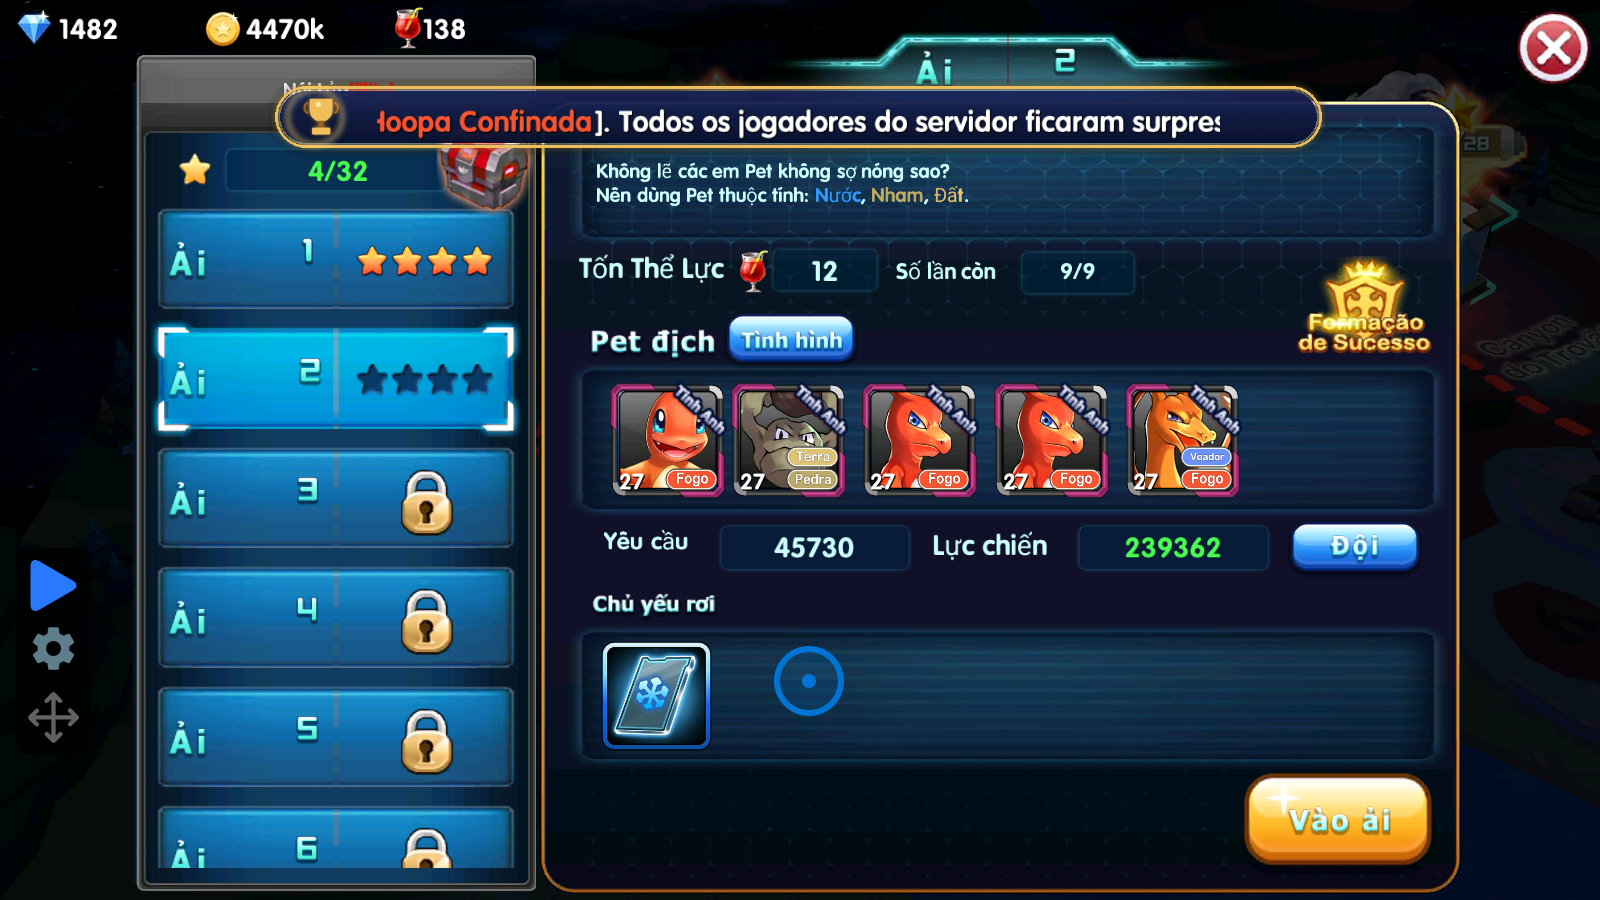 1482
4470k
138
Ải 2
Hoopa Confinada]. Todos os jogadores do servidor ficaram surpres
/28
4/32
Không lẽ các em Pet không sợ nóng sao?
Nên dùng Pet thuộc tính: Nước, Nham, Đất.
Ải 1
Tốn Thể Lực 12 Số lần còn 9/9
Formação
de Sucesso
Pet địch Tình hình
Ải 2
Tinh Anh 27 Fogo
Tinh Anh 27 Terra Pedra
Tinh Anh 27 Fogo
Tinh Anh 27 Fogo
Tinh Anh 27 Voador Fogo
Canyon
do Trovã
Ải 3
Yêu cầu 45730 Lực chiến 239362 Đội
Ải 4
Chủ yếu rơi
Ải 5
Ải 6
Vào ải